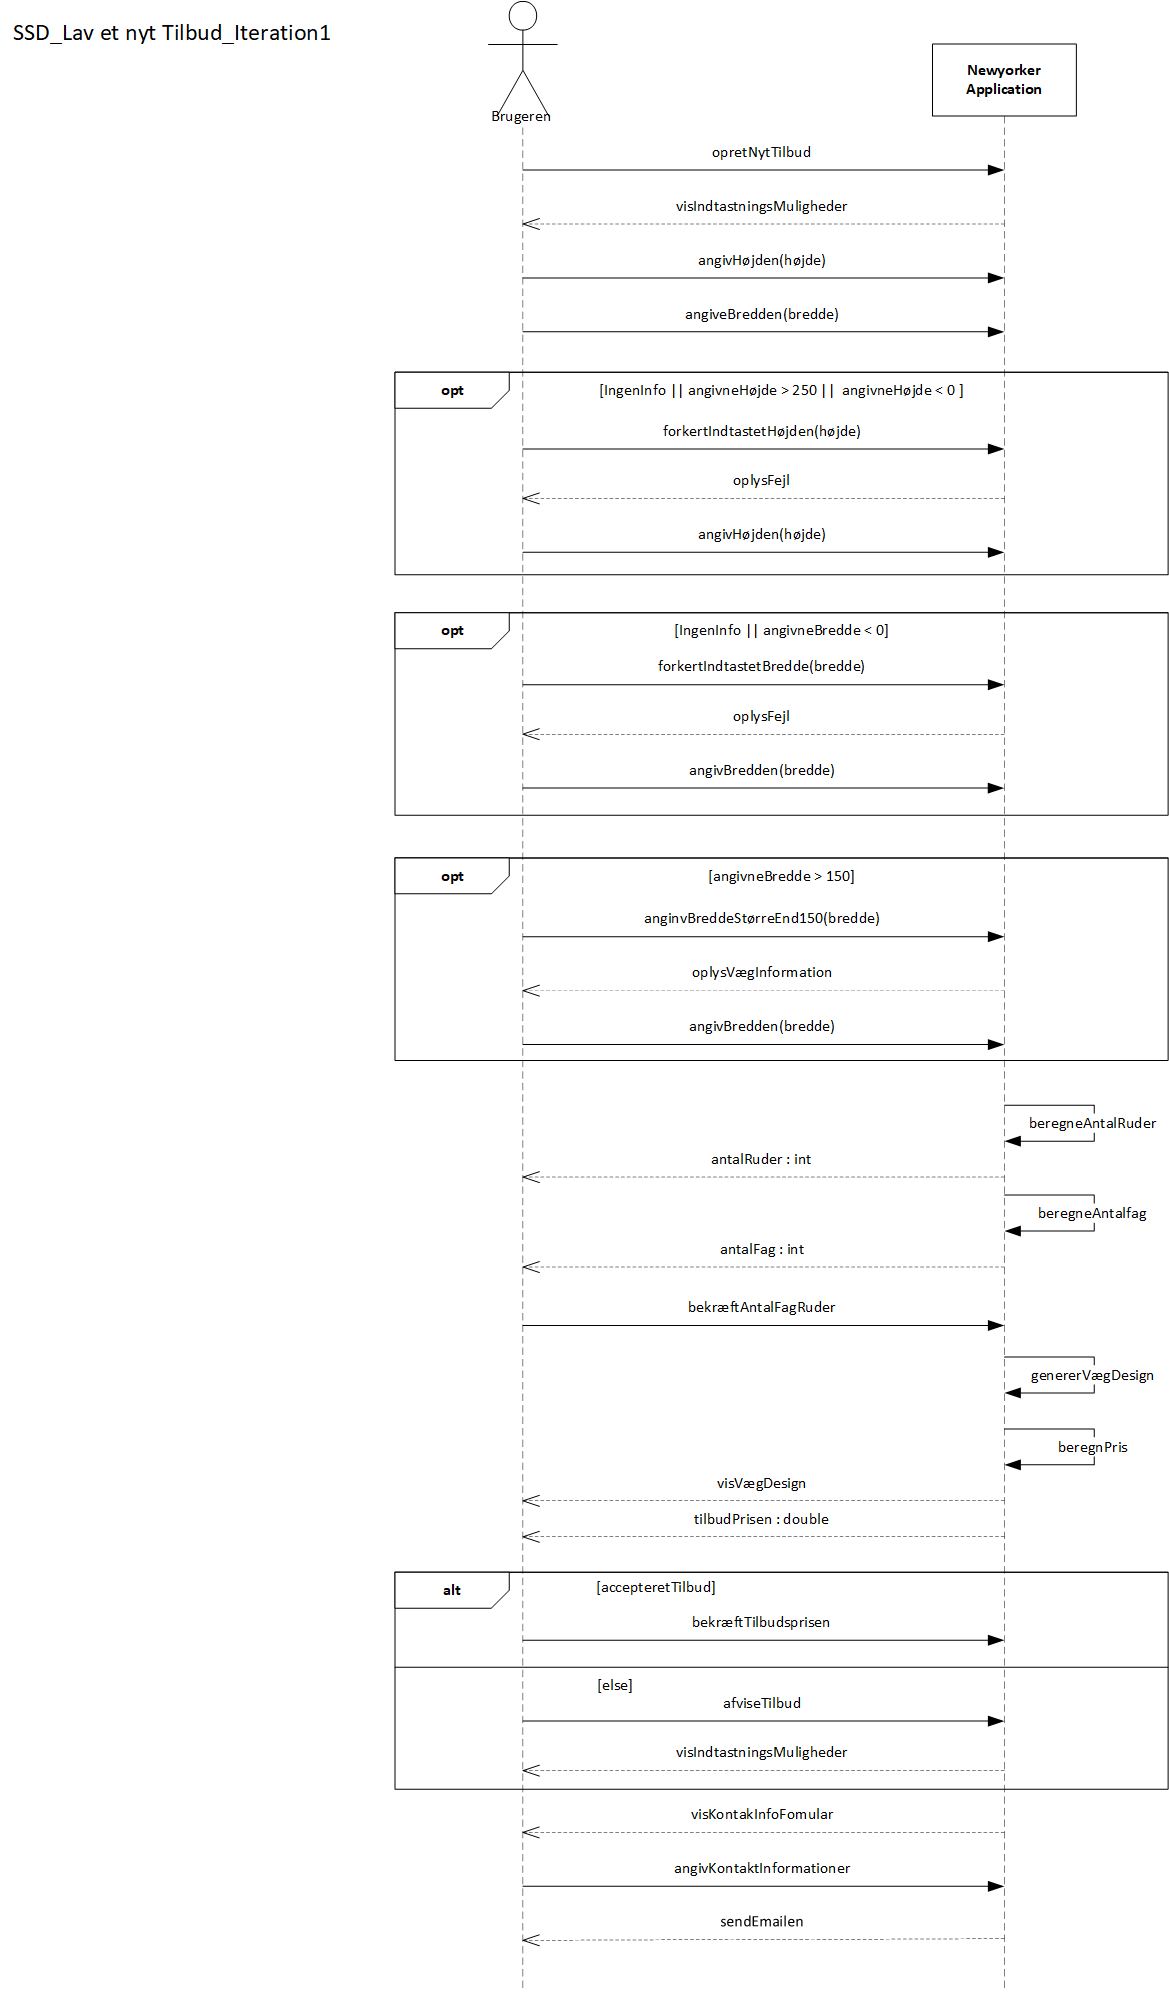 SSD_Lav et nyt Tilbud_Iteration1
Newyorker
Application
Brugeren
opretNytTilbud
visIndtastningsMuligheder
angivHøjden(højde)
angiveBredden(bredde)
opt
[IngenInfo || angivneHøjde > 250 || angivneHøjde < 0 ]
forkertIndtastetHøjden(højde)
oplysFejl
angivHøjden(højde)
opt
[IngenInfo || angivneBredde < 0]
forkertIndtastetBredde(bredde)
oplysFejl
angivBredden(bredde)
opt
[angivneBredde > 150]
anginvBreddeStørreEnd150(bredde)
oplysVægInformation
angivBredden(bredde)
beregneAntalRuder
antalRuder : int
beregneAntalfag
antalFag : int
bekræftAntalFagRuder
genererVægDesign
beregnPris
visVægDesign
tilbudPrisen : double
alt
[accepteretTilbud]
bekræftTilbudsprisen
[else]
afviseTilbud
visIndtastningsMuligheder
visKontakInfoFomular
angivKontaktInformationer
sendEmailen